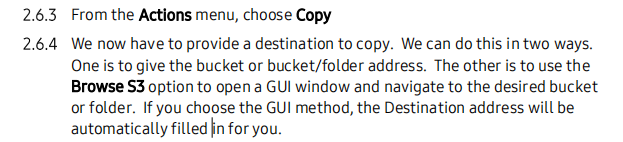 2.6.3 From the Actions menu, choose Copy
2.6.4 We now have to provide a destination to copy. We can do this in two ways.
One is to give the bucket or bucket/folder address. The other is to use the
Browse S3 option to open a GUI window and navigate to the desired bucket
or folder. If you choose the GUI method, the Destination address will be
automatically filled in for you.